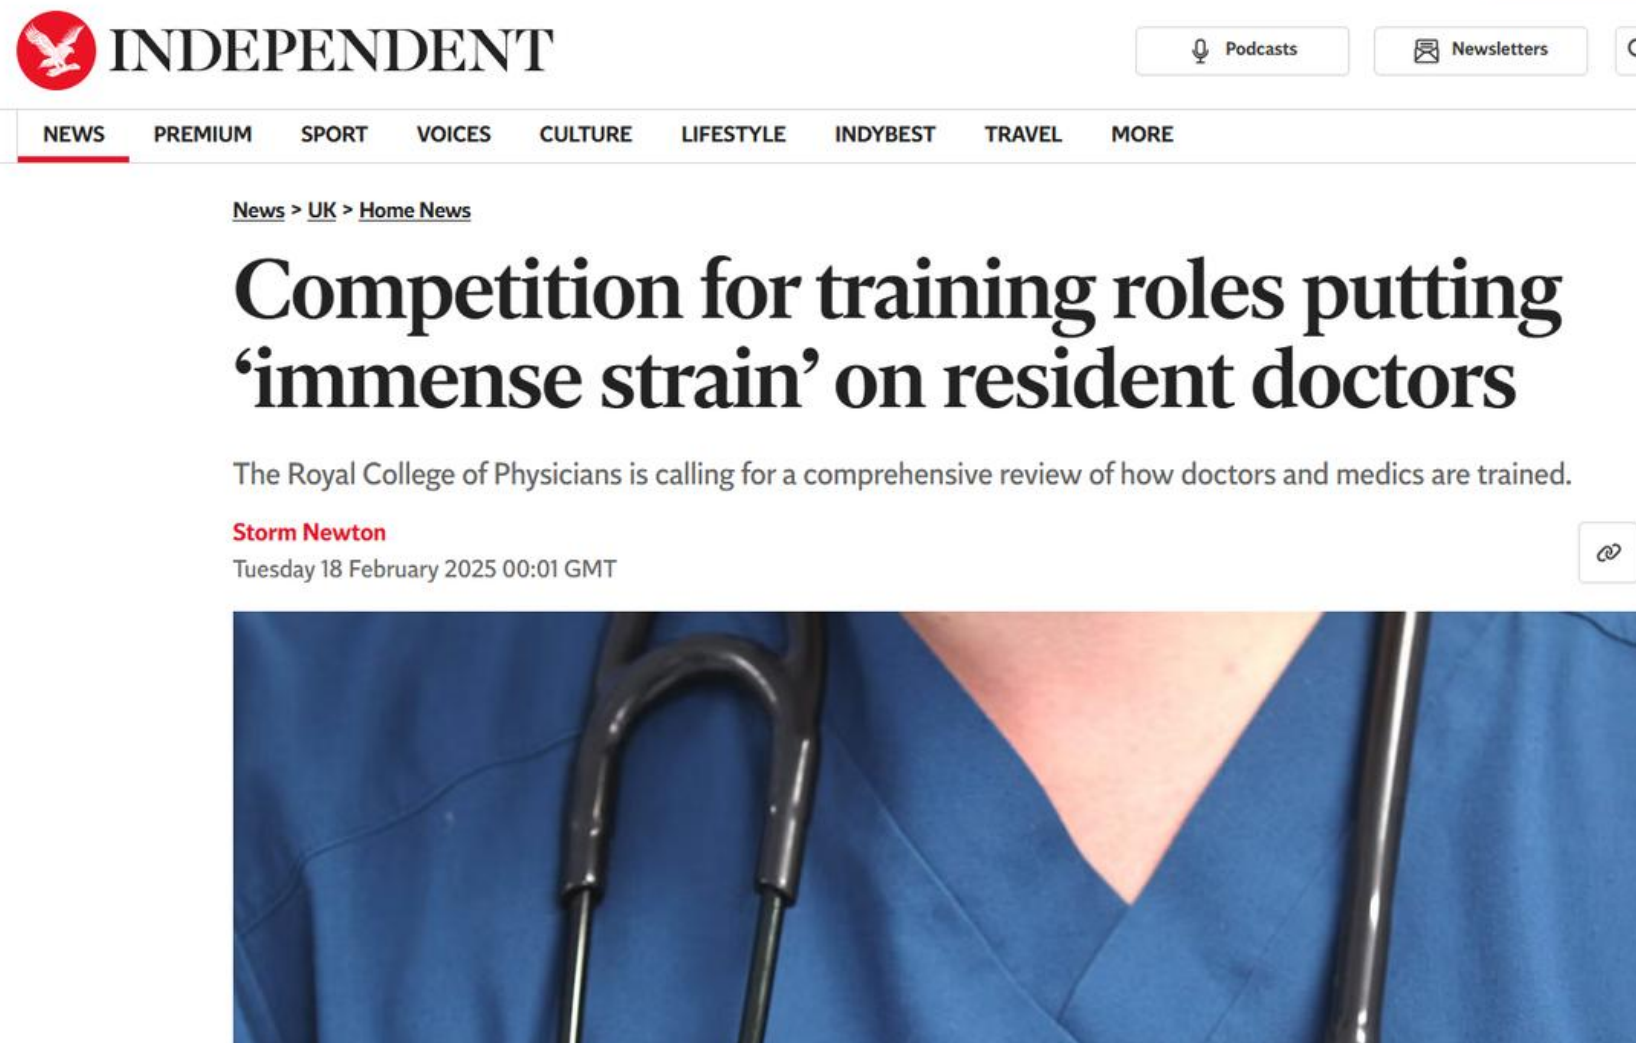 INDEPENDENT
Podcasts
Newsletters
NEWS PREMIUM SPORT VOICES CULTURE LIFESTYLE INDYBEST TRAVEL MORE
News > UK > Home News
Competition for training roles putting
‘immense strain’ on resident doctors
The Royal College of Physicians is calling for a comprehensive review of how doctors and medics are trained.
Storm Newton
Tuesday 18 February 2025 00:01 GMT